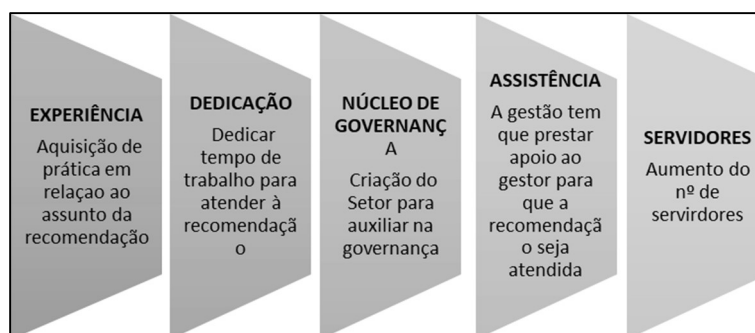 EXPERIÊNCIA
Aquisição de
prática em
relaçao ao
assunto da
recomendação
DEDICAÇÃO
Dedicar
tempo de
trabalho para
atender à
recomendaçã
o
NÚCLEO DE
GOVERNANÇ
A
Criação do
Setor para
auxiliar na
governança
ASSISTÊNCIA
A gestão tem
que prestar
apoio ao
gestor para
que a
recomendaçã
o seja
atendida
SERVIDORES
Aumento do
nº de
servirdores